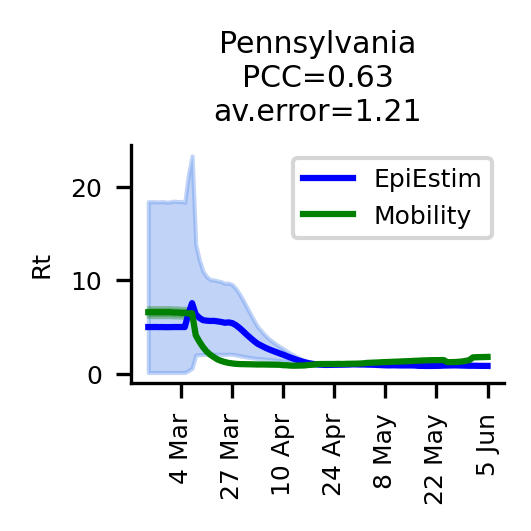 Pennsylvania
PCC=0.63
av.error=1.21
EpiEstim
Mobility
Rt
20
10
0
4 Mar
27 Mar
10 Apr
24 Apr
8 May
22 May
5 Jun